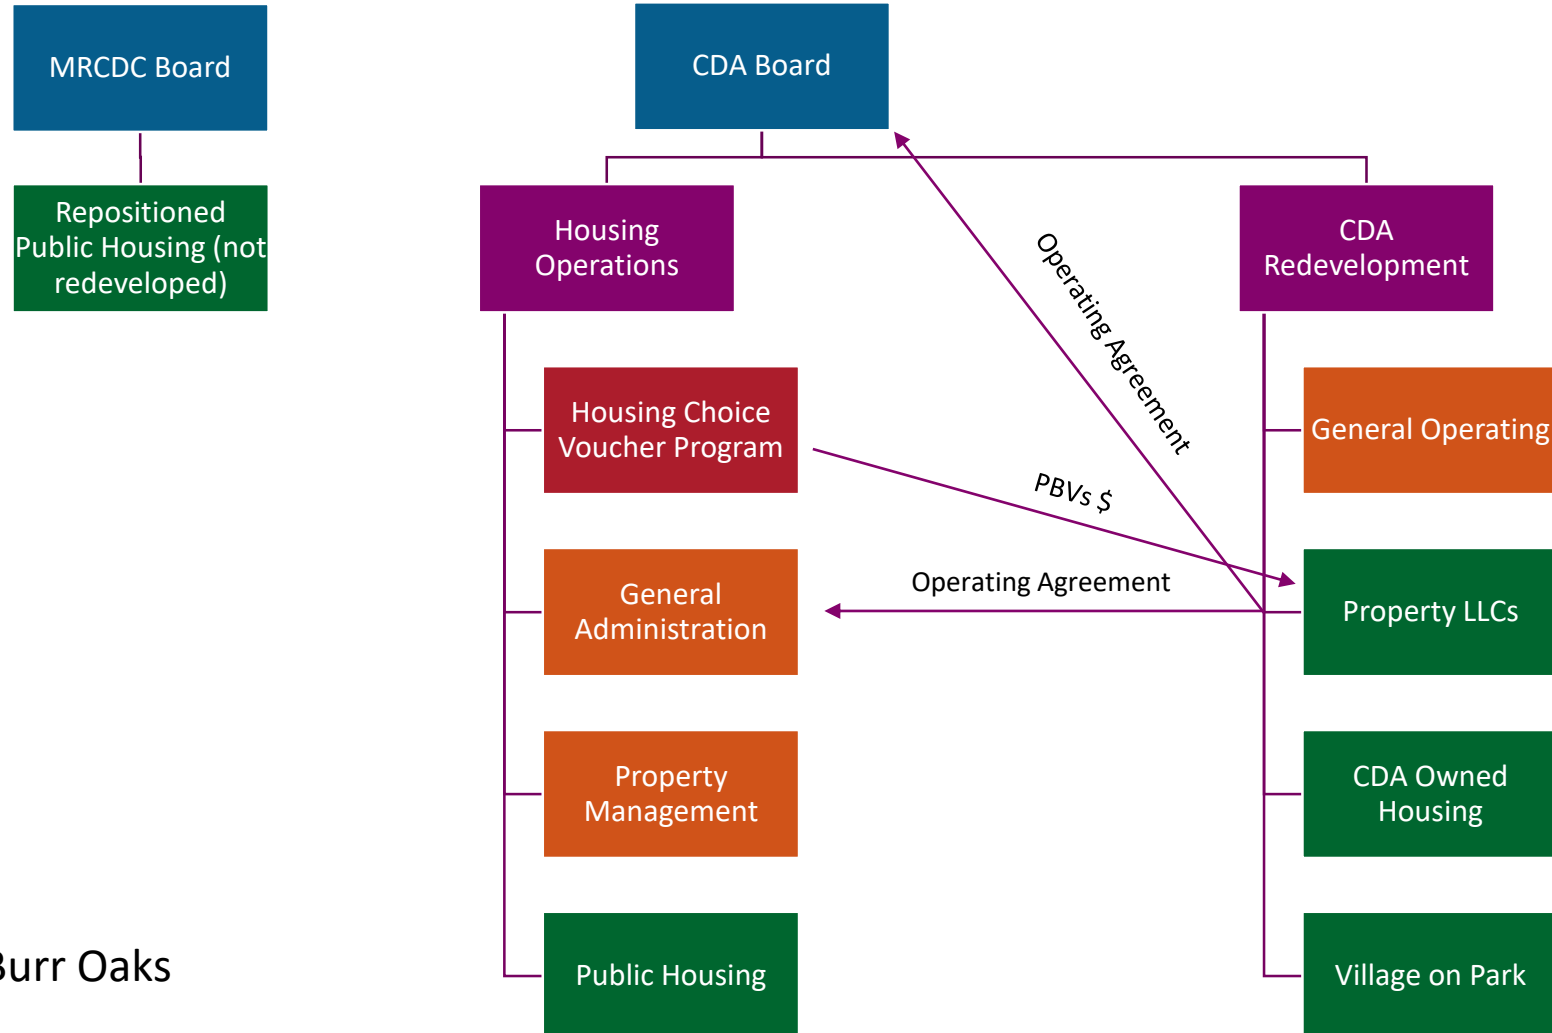 MRCDC Board
CDA Board
Repositioned
Public Housing (not
redeveloped)
Housing
Operations
CDA
Redevelopment
Operating Agreement
Housing Choice
Voucher Program
General Operating
PBVs $
General
Administration
Operating Agreement
Property LLCs
Property
Management
CDA Owned
Housing
Public Housing
Village on Park
Burr Oaks